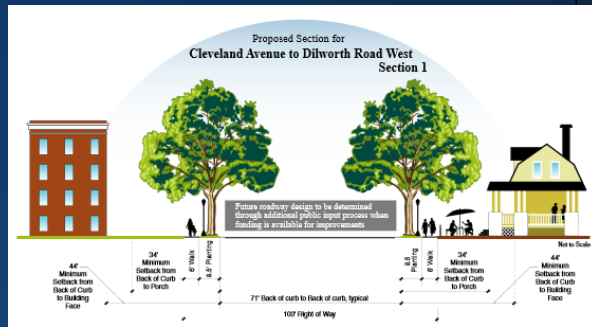 Proposed Section for
Cleveland Avenue to Dilworth Road West
Section 1
Future roadway design to be determined
through additional public input process when
funding is available for improvements
Not to Scale
44'
Minimum
Setback from
Back of Curb
to Building
Face
34'
Minimum
Setback from
Back of Curb
to Porch
6' Walk
8.5' Planting
8.5
Planting
6' Walk
34'
Minimum
Setback from
Back of Curb
to Porch
44'
Minimum
Setback from
Back of Curb
to Building
Face
71' Back of curb to Back of curb, typical
100' Right of Way